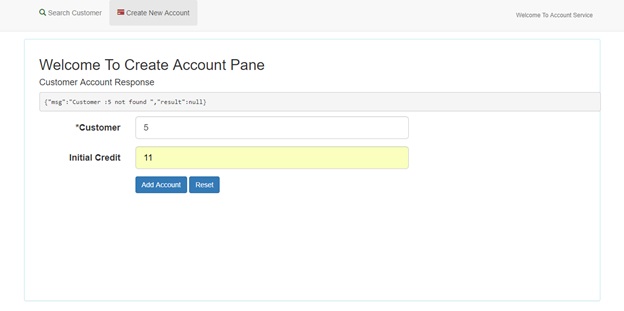 Search Customer
Create New Account
Welcome To Account Service
Welcome To Create Account Pane
Customer Account Response
{"msg":"Customer :5 not found ","result":null}
*Customer 5
Initial Credit 11
Add Account Reset